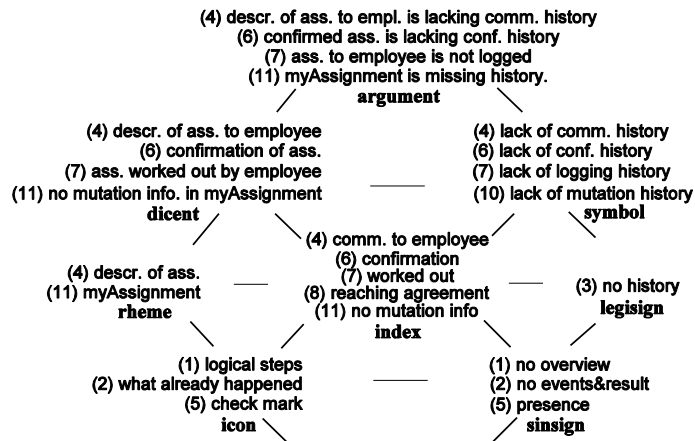 (4) descr. of ass. to empl. is lacking comm. history
(6) confirmed ass. is lacking conf. history
(7) ass. to employee is not logged
(11) myAssignment is missing history.
argument
(4) descr. of ass. to employee
(6) confirmation of ass.
(7) ass. worked out by employee
(11) no mutation info. in myAssignment
dicent
(4) lack of comm. history
(6) lack of conf. history
(7) lack of logging history
(10) lack of mutation history
symbol
(4) comm. to employee
(6) confirmation
(7) worked out
(8) reaching agreement
(11) no mutation info
index
(4) descr. of ass.
(11) myAssignment
rheme
(3) no history
legisign
(1) logical steps
(2) what already happened
(5) check mark
icon
(1) no overview
(2) no events&result
(5) presence
sinsign